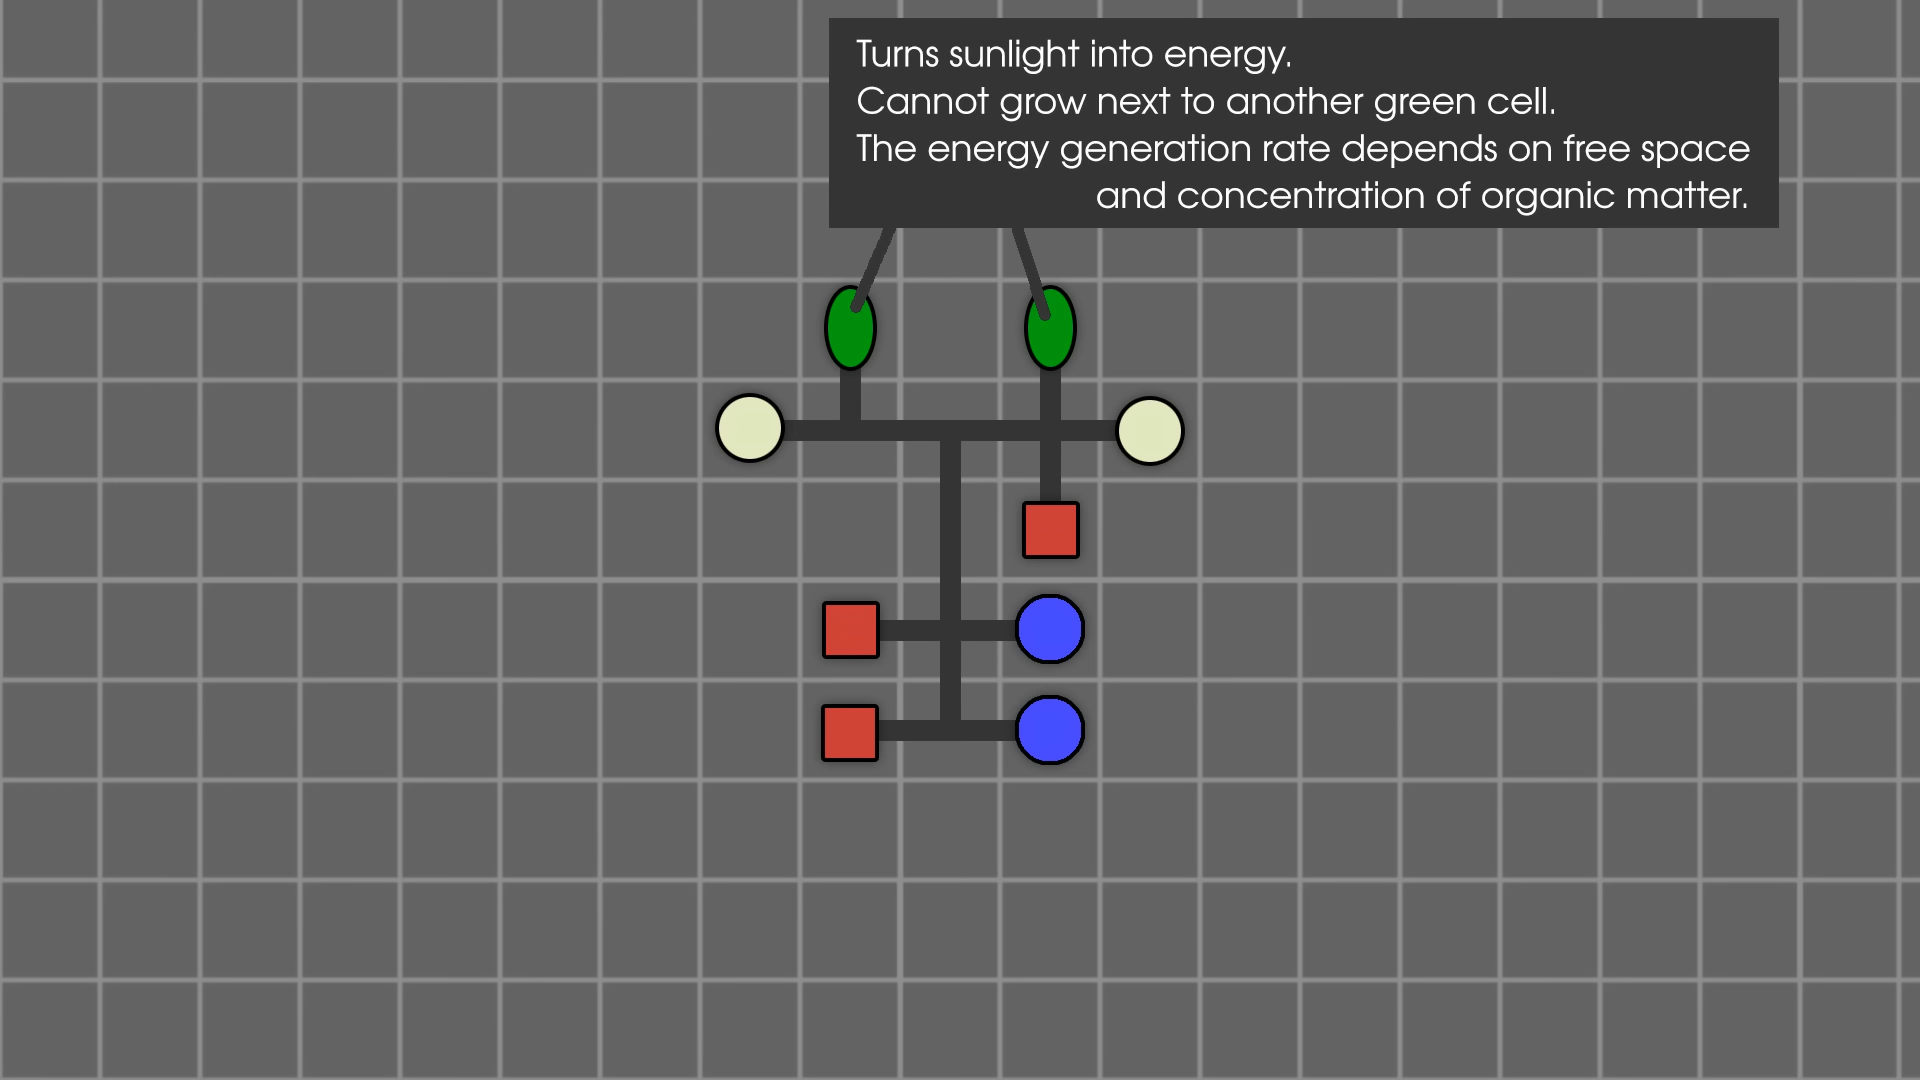 Turns sunlight into energy.
Cannot grow next to another green cell.
The energy generation rate depends on free space
and concentration of organic matter.